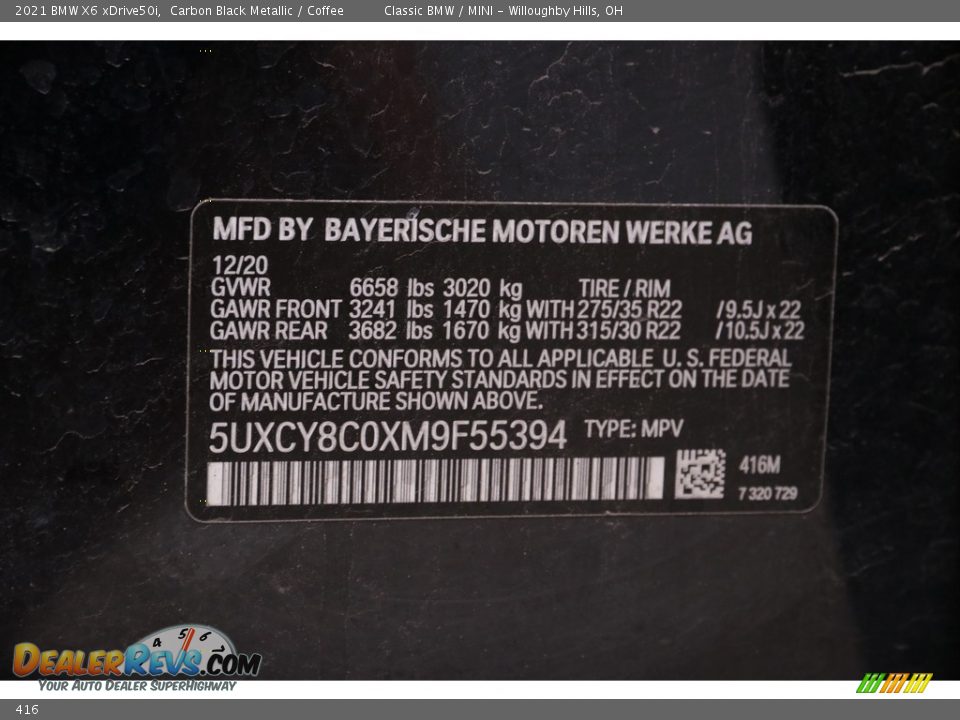 2021 BMW X6 xDrive50i, Carbon Black Metallic / Coffee Classic BMW / MINI - Willoughby Hills, OH
MFD BY BAYERISCHE MOTOREN WERKE AG
12/20
GVWR 6658 lbs 3020 kg TIRE / RIM
GAWR FRONT 3241 lbs 1470 kg WITH 275/35 R22 / 9.5J x 22
GAWR REAR 3682 lbs 1670 kg WITH 315/30 R22 / 10.5J x 22
THIS VEHICLE CONFORMS TO ALL APPLICABLE U. S. FEDERAL
MOTOR VEHICLE SAFETY STANDARDS IN EFFECT ON THE DATE
OF MANUFACTURE SHOWN ABOVE.
5UXCY8C0XM9F55394 TYPE: MPV
416M
7 320 729
4 5 6
DEALERREVS.COM
YOUR AUTO DEALER SUPERHIGHWAY
416